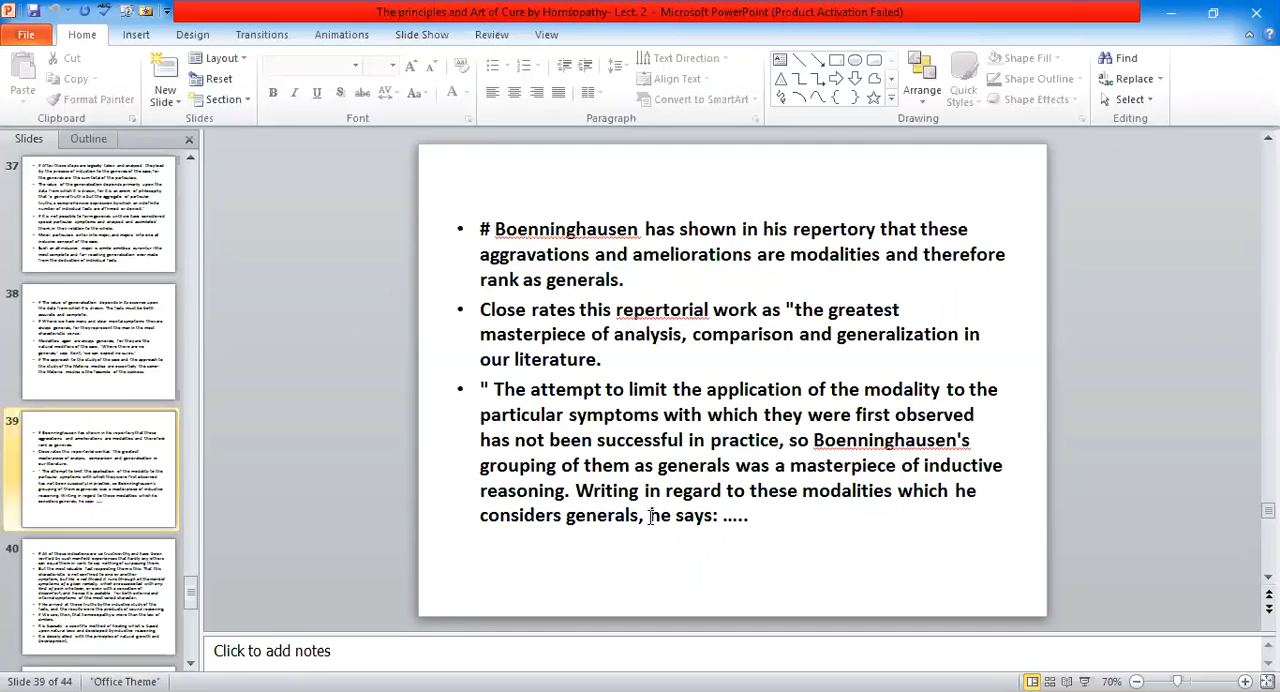 The principles and Art of Cure by Homsopathy- Lect. 2 - Microsoft PowerPoint (Product Activation Failed)
File Home Insert Design Transitions Animations Slide Show Review View
Paste
Cut
Copy
Format Painter
Clipboard
New Slide
Layout
Reset
Section
Slides
B I U S abc AV Aa A
Font
Text Direction
Align Text
Convert to SmartArt
Paragraph
Arrange
Quick Styles
Shape Fill
Shape Outline
Shape Effects
Drawing
Find
Replace
Select
Editing
Slides Outline
37
38
39
40
• # Boenninghausen has shown in his repertory that these
aggravations and ameliorations are modalities and therefore
rank as generals.
• Close rates this repertorial work as "the greatest
masterpiece of analysis, comparison and generalization in
our literature.
• " The attempt to limit the application of the modality to the
particular symptoms with which they were first observed
has not been successful in practice, so Boenninghausen's
grouping of them as generals was a masterpiece of inductive
reasoning. Writing in regard to these modalities which he
considers generals, he says: .....
Click to add notes
Slide 39 of 44 "Office Theme" 70%